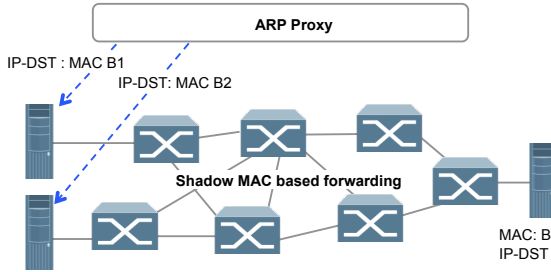 ARP Proxy
IP-DST : MAC B1
IP-DST: MAC B2
Shadow MAC based forwarding
MAC: B
IP-DST